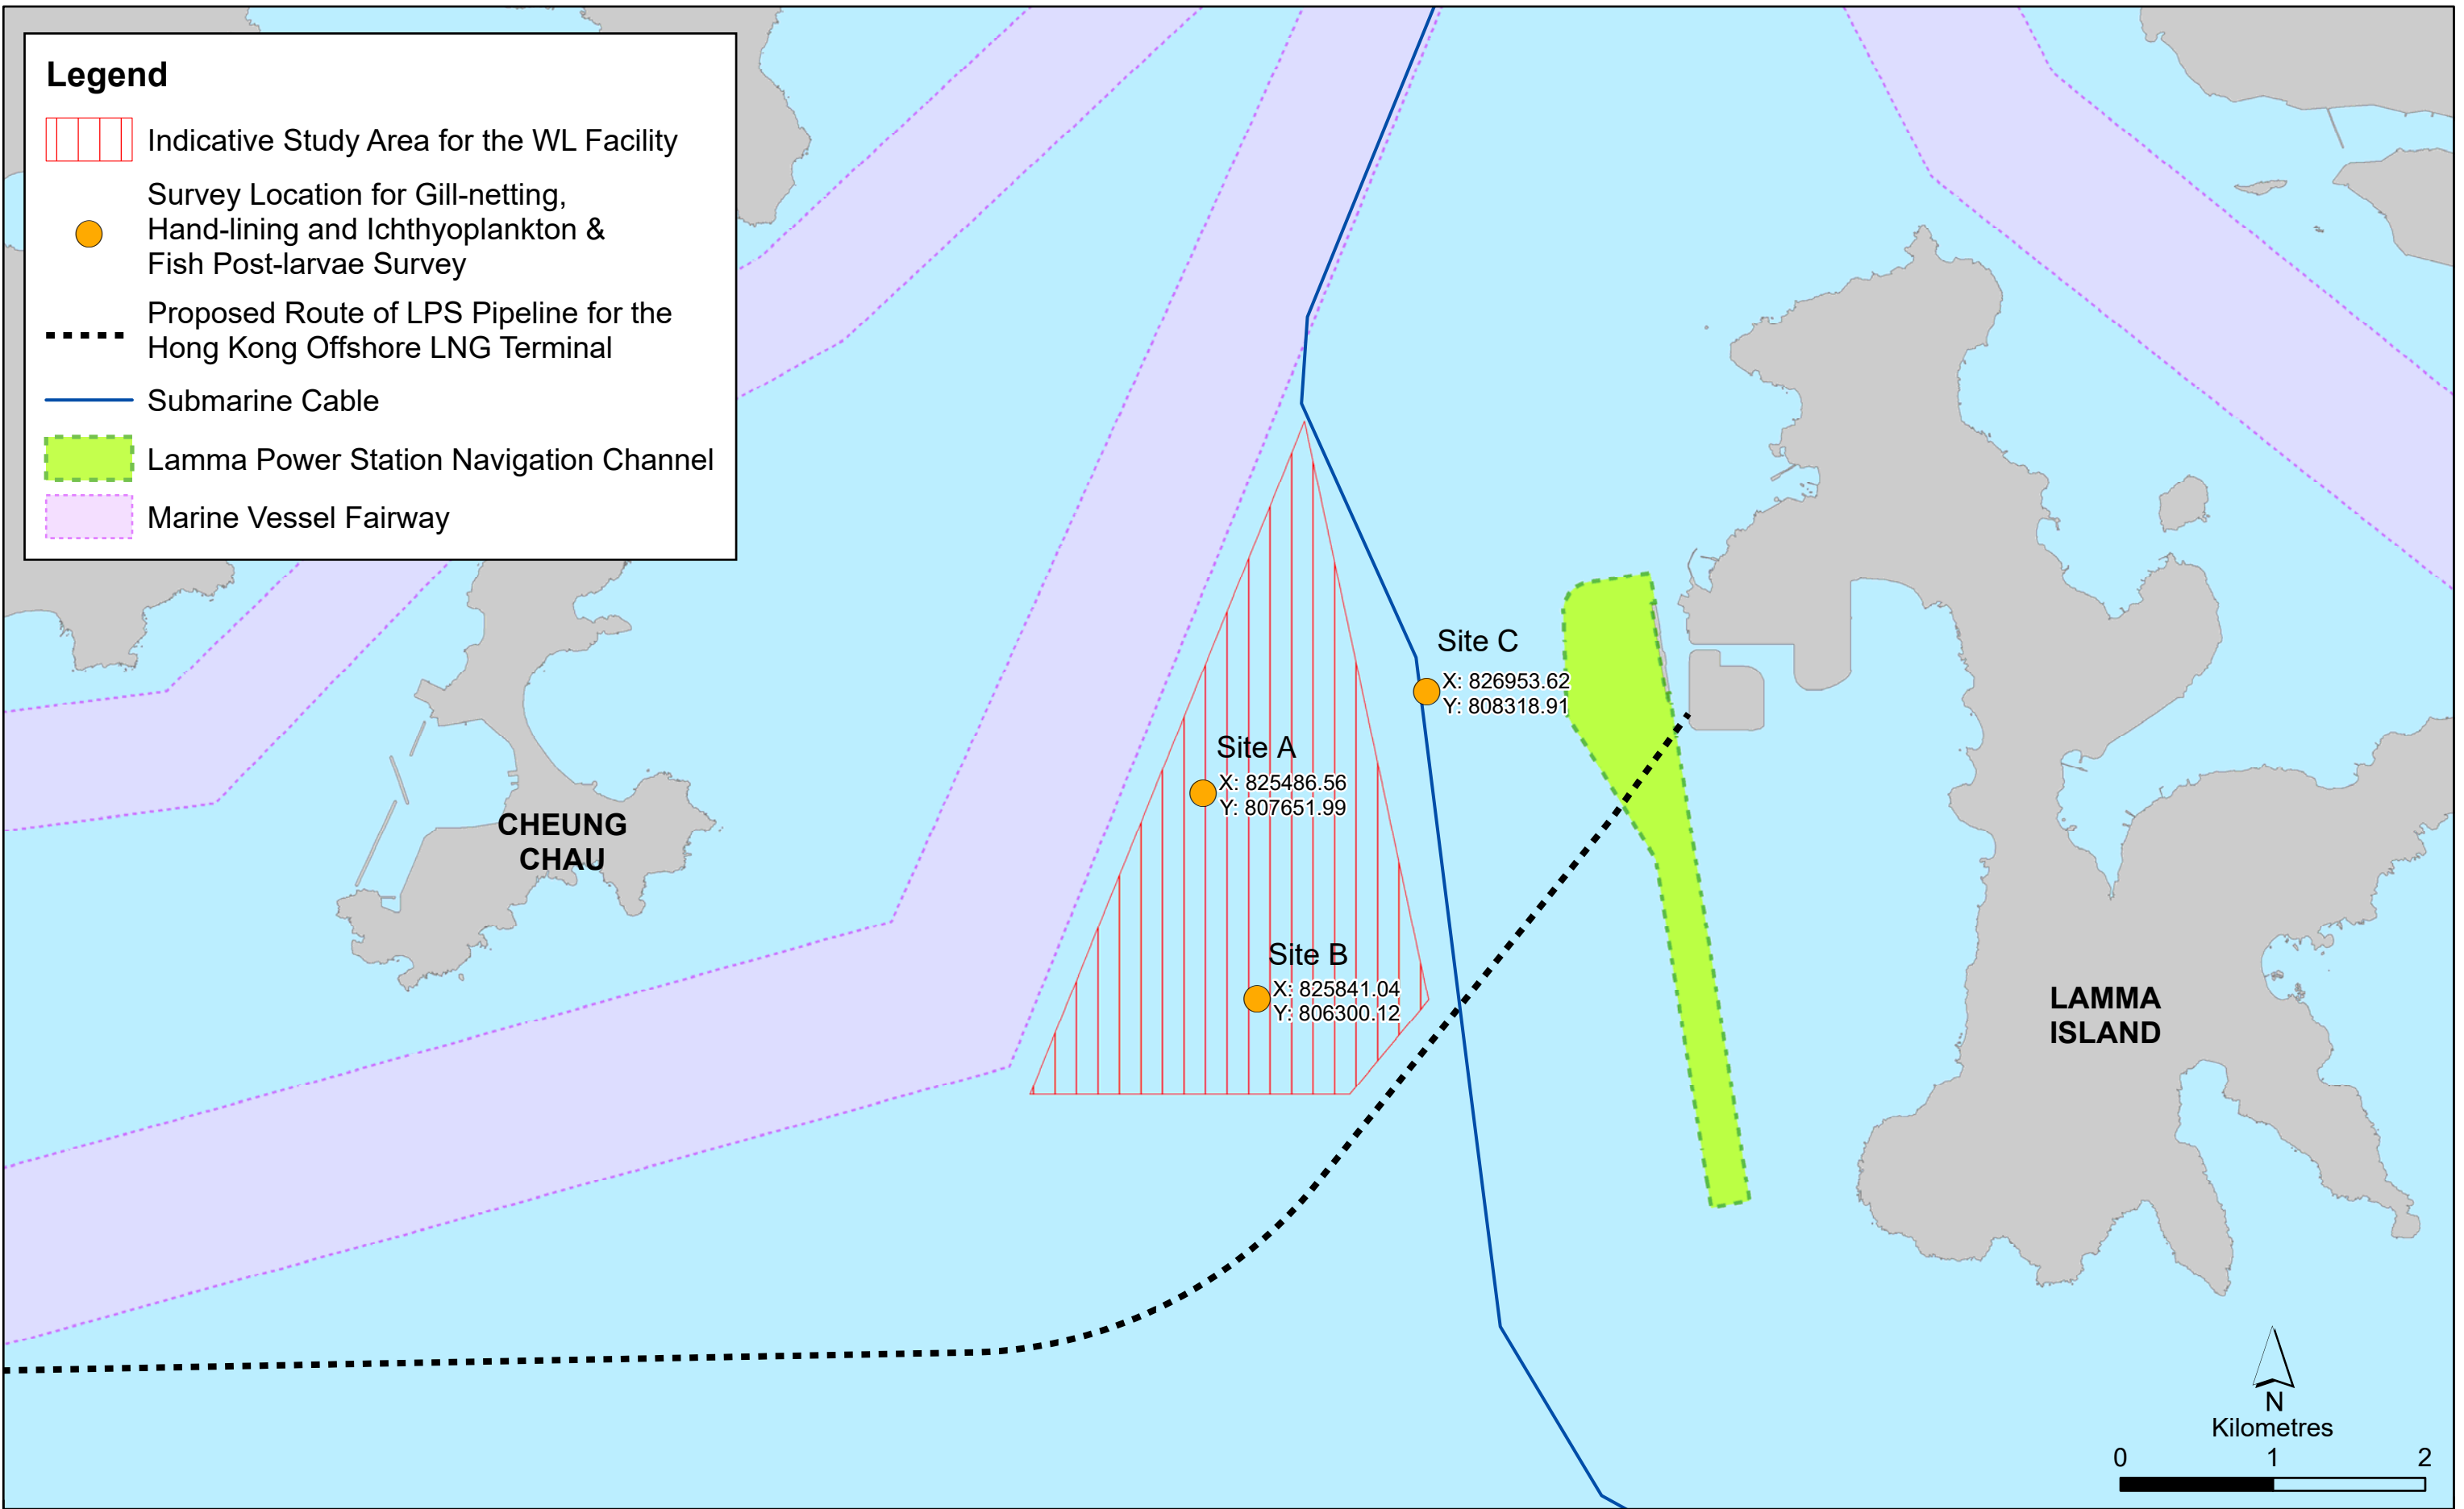 Legend
Indicative Study Area for the WL Facility
Survey Location for Gill-netting,
Hand-lining and Ichthyoplankton &
Fish Post-larvae Survey
Proposed Route of LPS Pipeline for the
Hong Kong Offshore LNG Terminal
Submarine Cable
Lamma Power Station Navigation Channel
Marine Vessel Fairway
Site C
X: 826953.62
Y: 808318.91
Site A
X: 825486.56
Y: 807651.99
CHEUNG
CHAU
Site B
X: 825841.04
Y: 806300.12
LAMMA
ISLAND
N
Kilometres
0 1 2